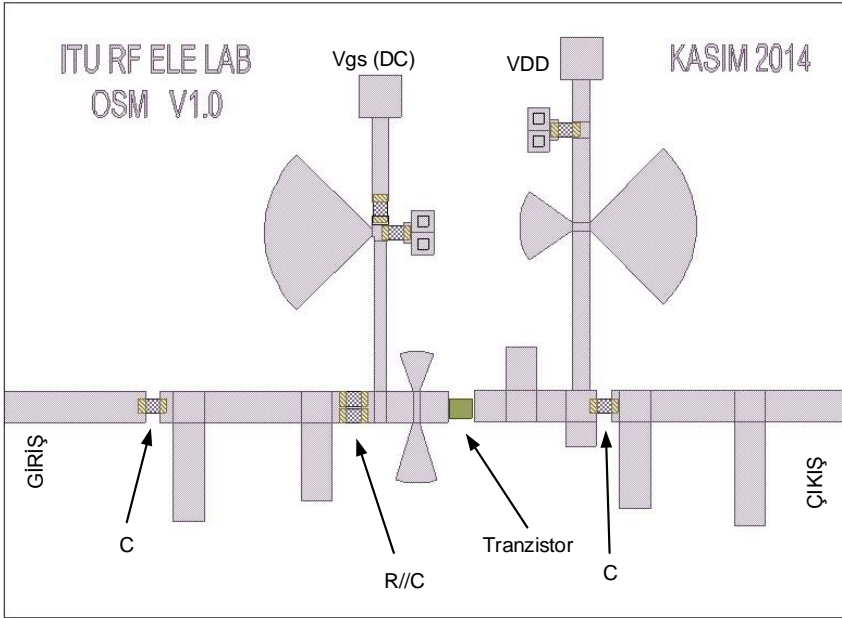 ITU RF ELE LAB
OSM V1.0
Vgs (DC)
VDD
KASIM 2014
GİRİŞ
ÇIKIŞ
C
R//C
Tranzistor
C